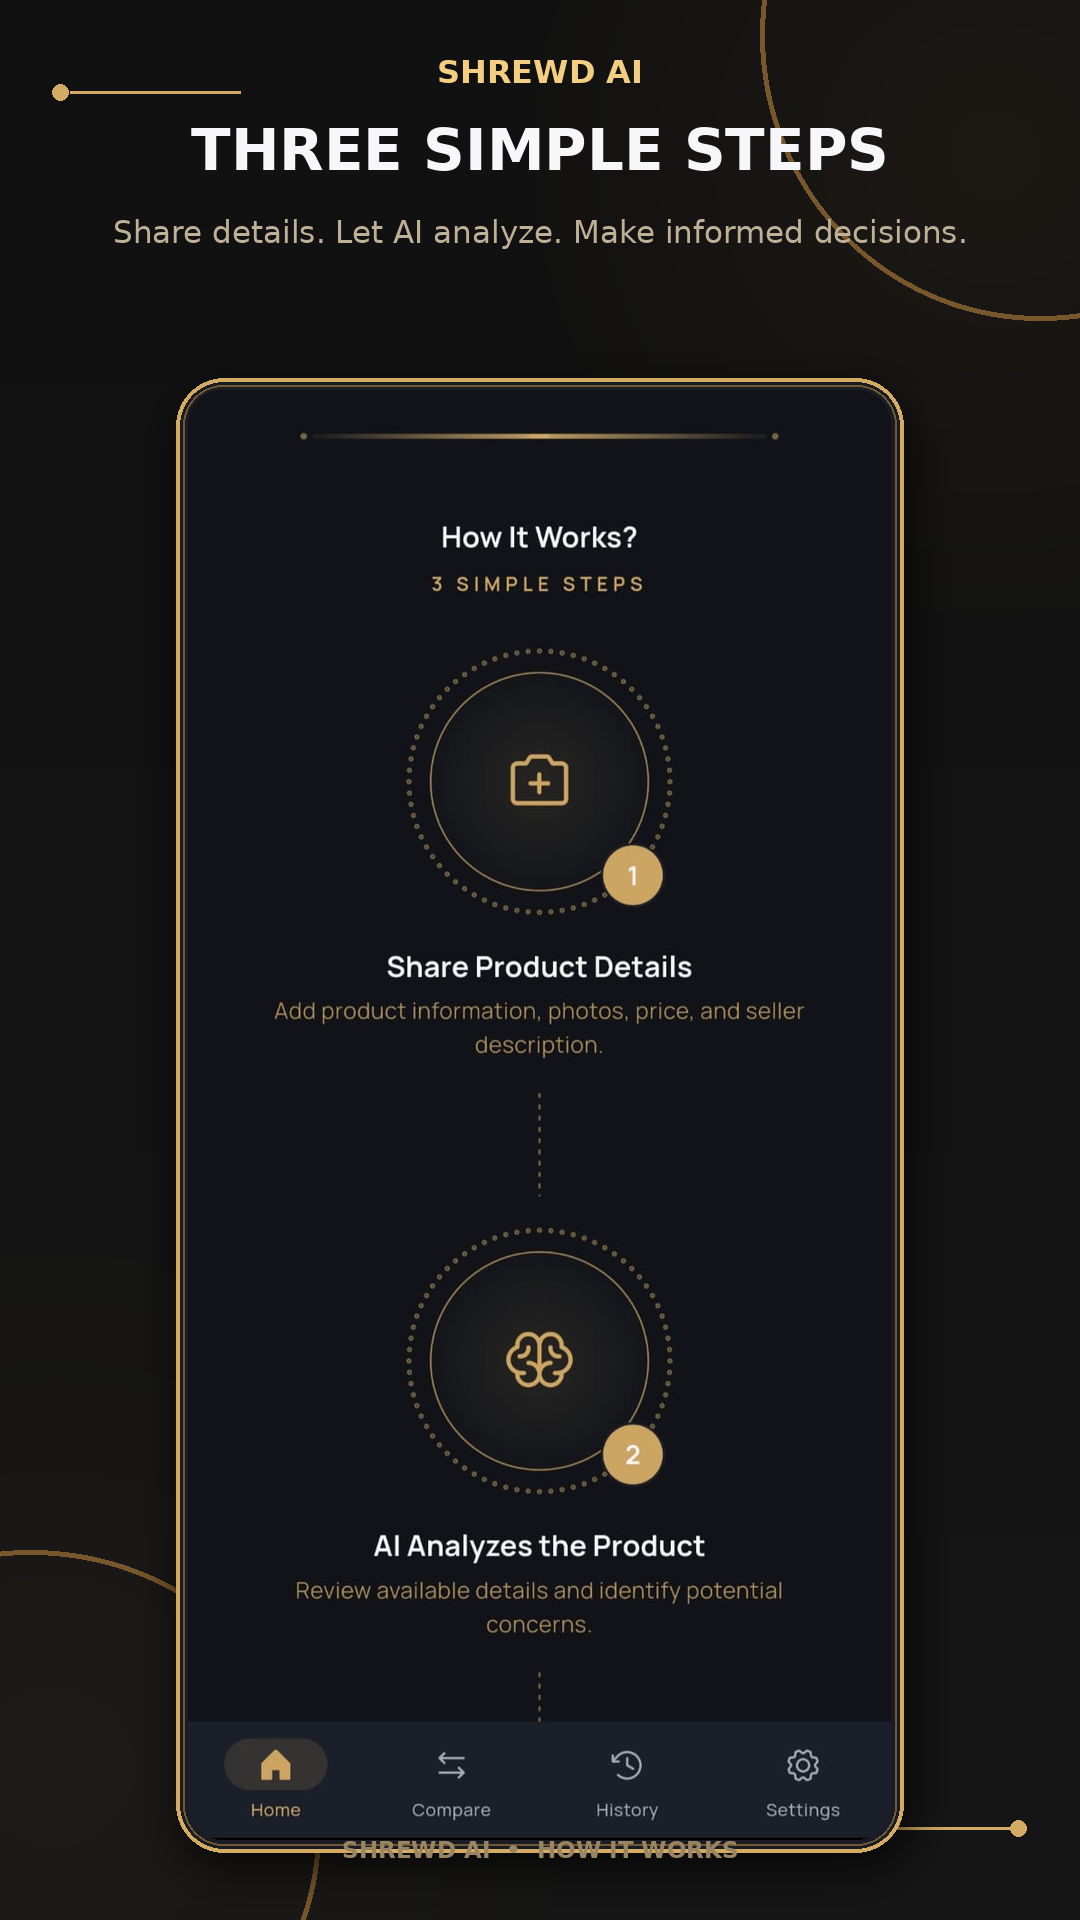 SHREWD AI
THREE SIMPLE STEPS
Share details. Let AI analyze. Make informed decisions.
How It Works?
3 SIMPLE STEPS
1
Share Product Details
Add product information, photos, price, and seller
description.
2
AI Analyzes the Product
Review available details and identify potential
concerns.
Home
Compare
History
Settings
SHREWD AI • HOW IT WORKS